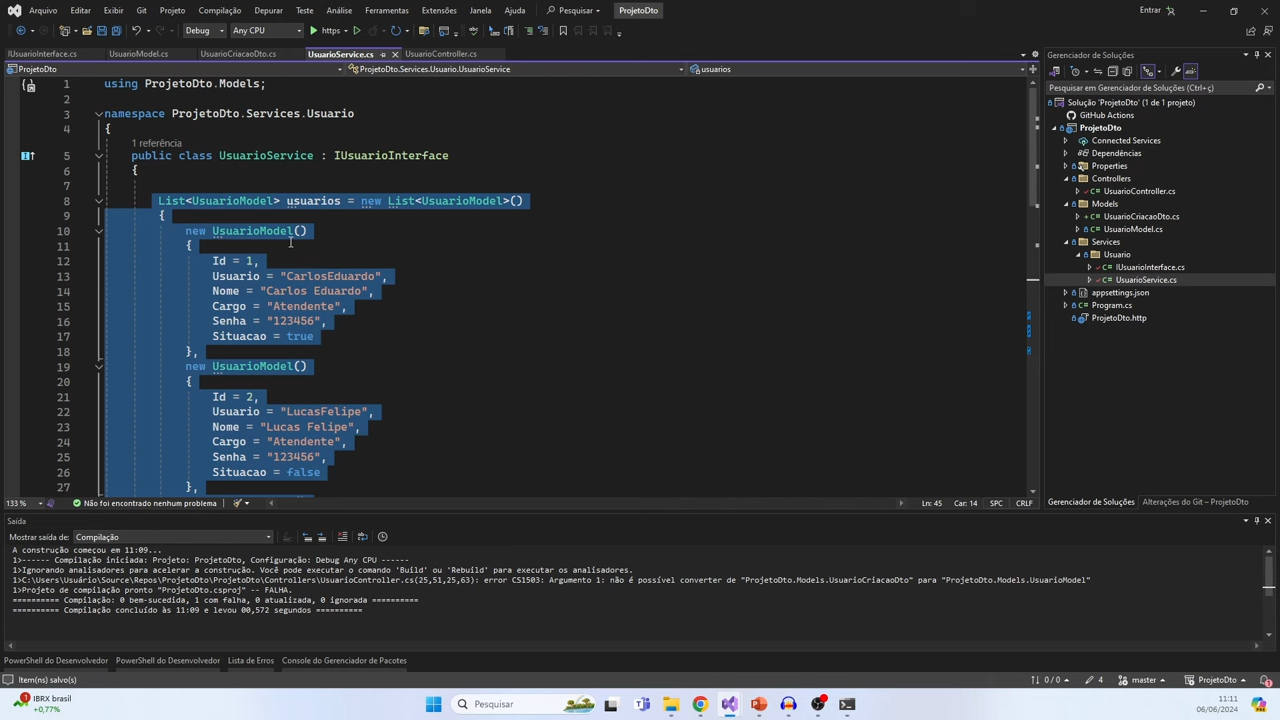 Arquivo Editar Exibir Git Projeto Compilação Depurar Teste Análise Ferramentas Extensões Janela Ajuda Pesquisar ProjetoDto Entrar
Debug Any CPU https
IUsuarioInterface.cs UsuarioModel.cs UsuarioCriacaoDto.cs UsuarioService.cs UsuarioController.cs
ProjetoDto ProjetoDto.Services.Usuario.UsuarioService usuarios
1 using ProjetoDto.Models;
2
3 namespace ProjetoDto.Services.Usuario
4 {
1 referência
5 public class UsuarioService : IUsuarioInterface
6 {
7
8 List<UsuarioModel> usuarios = new List<UsuarioModel>()
9 {
10 new UsuarioModel()
11 {
12 Id = 1,
13 Usuario = "CarlosEduardo",
14 Nome = "Carlos Eduardo",
15 Cargo = "Atendente",
16 Senha = "123456",
17 Situacao = true
18 },
19 new UsuarioModel()
20 {
21 Id = 2,
22 Usuario = "LucasFelipe",
23 Nome = "Lucas Felipe",
24 Cargo = "Atendente",
25 Senha = "123456",
26 Situacao = false
27 },
133 % Não foi encontrado nenhum problema Ln: 45 Car: 14 SPC CRLF
Gerenciador de Soluções
Pesquisar em Gerenciador de Soluções (Ctrl+ç)
Solução 'ProjetoDto' (1 de 1 projeto)
GitHub Actions
ProjetoDto
Connected Services
Dependências
Properties
Controllers
UsuarioController.cs
Models
UsuarioCriacaoDto.cs
UsuarioModel.cs
Services
Usuario
IUsuarioInterface.cs
UsuarioService.cs
appsettings.json
Program.cs
ProjetoDto.http
Gerenciador de Soluções Alterações do Git – ProjetoDto
Saída
Mostrar saída de: Compilação
A construção começou em 11:09...
1>------ Compilação iniciada: Projeto: ProjetoDto, Configuração: Debug Any CPU ------
1>Ignorando analisadores para acelerar a construção. Você pode executar o comando 'Build' ou 'Rebuild' para executar os analisadores.
1>C:\Users\Usuário\Source\Repos\ProjetoDto\ProjetoDto\Controllers\UsuarioController.cs(25,51,25,63): error CS1503: Argumento 1: não é possível converter de "ProjetoDto.Models.UsuarioCriacaoDto" para "ProjetoDto.Models.UsuarioModel"
1>Projeto de compilação pronto "ProjetoDto.csproj" -- FALHA.
========== Compilação: 0 bem-sucedida, 1 com falha, 0 atualizada, 0 ignorada ==========
========== Compilação concluído às 11:09 e levou 00,572 segundos ==========
PowerShell do Desenvolvedor PowerShell do Desenvolvedor Lista de Erros Console do Gerenciador de Pacotes
Item(ns) salvo(s) 0 / 0 4 master ProjetoDto
IBRX brasil
+0,77%
Pesquisar
11:11
06/06/2024